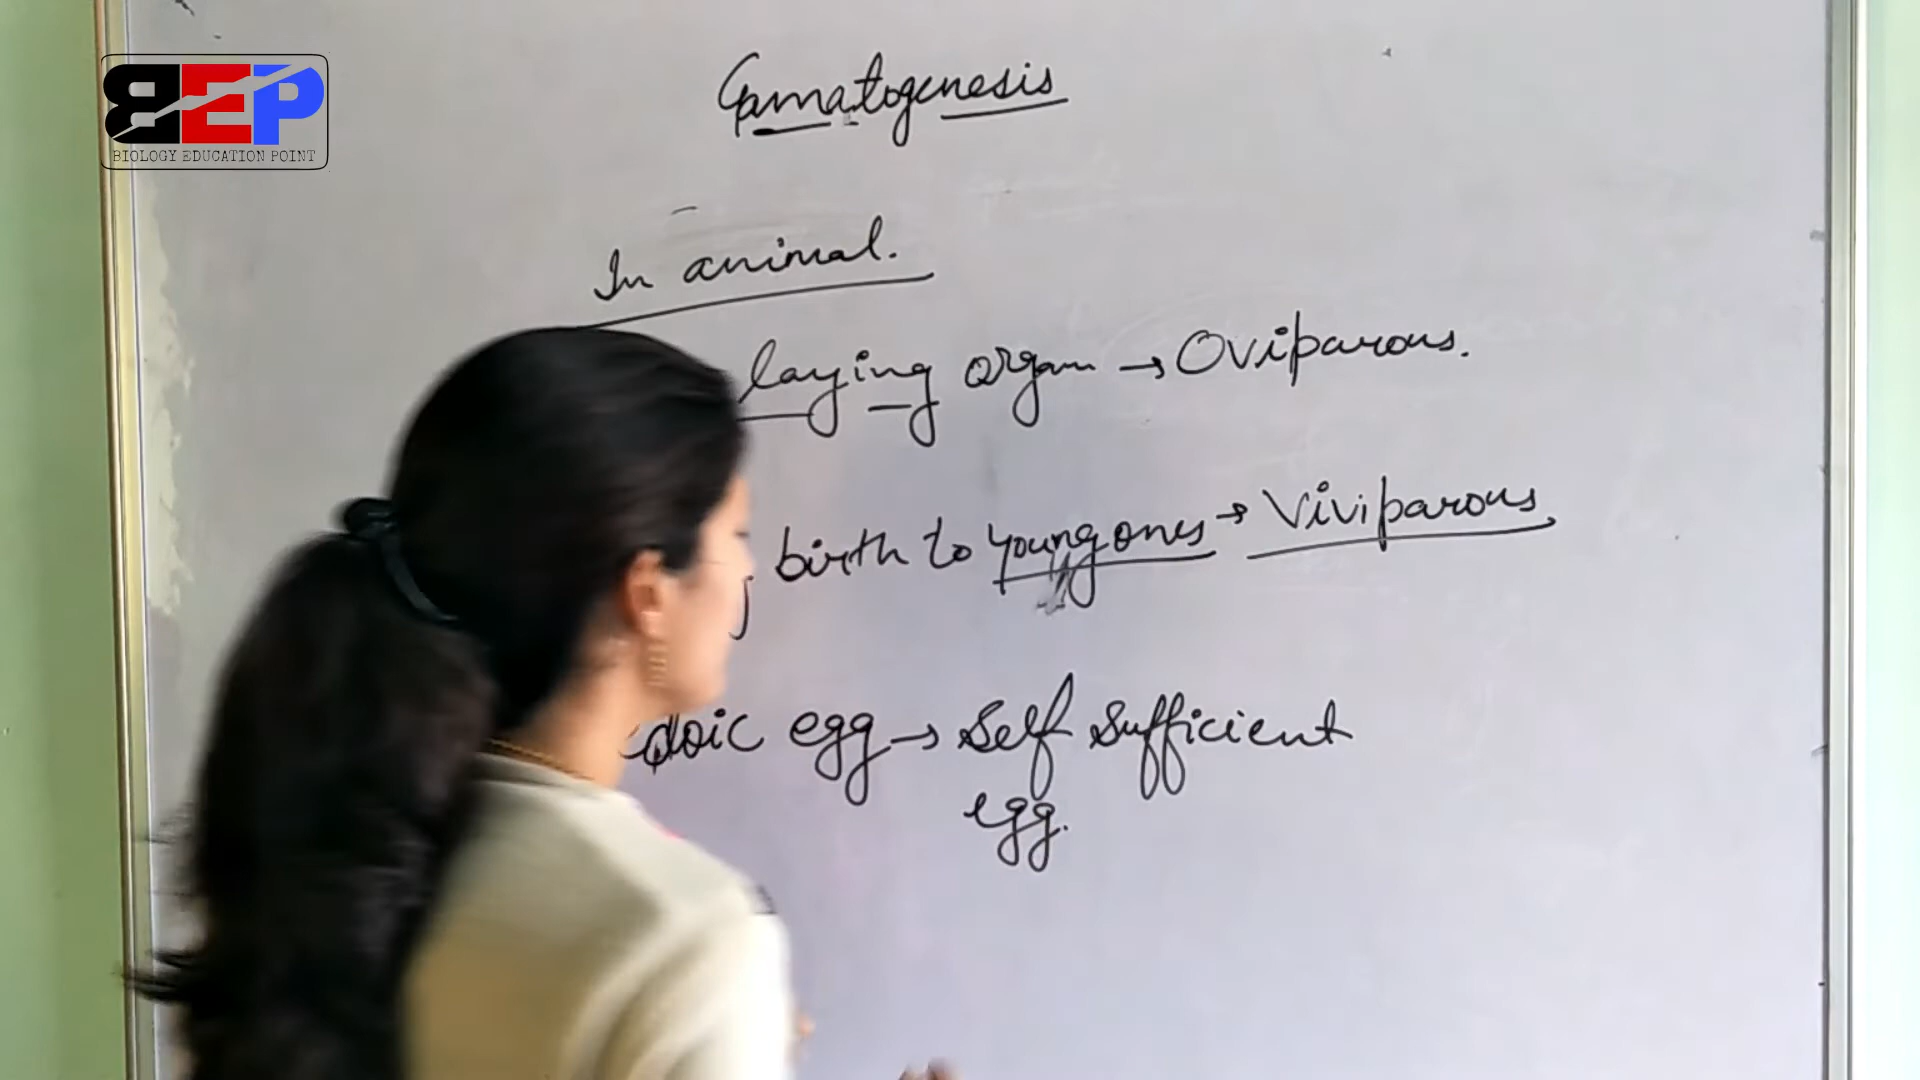 BEP
BIOLOGY EDUCATION POINT
Gamatogenesis
In animal.
laying organ → Oviparous.
birth to young ones → Viviparous
doic egg → Self Sufficient
egg.